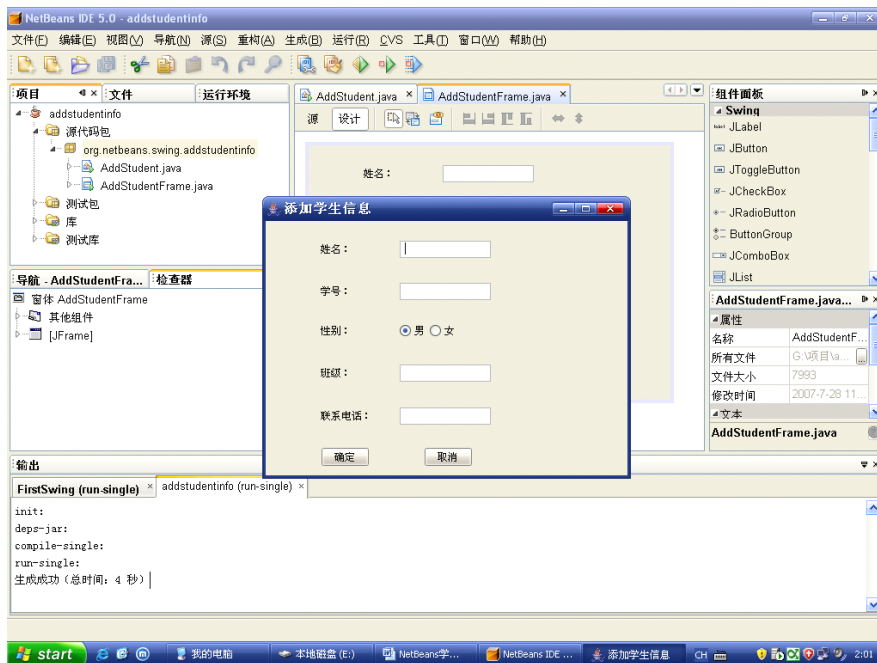 NetBeans IDE 5.0 - addstudentinfo
文件(F) 编辑(E) 视图(V) 导航(N) 源(S) 重构(A) 生成(B) 运行(R) CVS 工具(T) 窗口(W) 帮助(H)
项目 文件 运行环境
addstudentinfo
源代码包
org.netbeans.swing.addstudentinfo
AddStudent.java
AddStudentFrame.java
测试包
库
测试库
AddStudent.java × AddStudentFrame.java ×
源 设计
姓名：
组件面板
Swing
JLabel
JButton
JToggleButton
JCheckBox
JRadioButton
ButtonGroup
JComboBox
JList
导航 - AddStudentFra... 检查器
窗体 AddStudentFrame
其他组件
[JFrame]
添加学生信息
姓名：
学号：
性别： 男 女
班级：
联系电话：
确定 取消
AddStudentFrame.java...
属性
名称 AddStudentF...
所有文件 G:\项目\a... ...
文件大小 7993
修改时间 2007-7-28 11...
文本
AddStudentFrame.java
输出
FirstSwing (run-single) × addstudentinfo (run-single) ×
init:
deps-jar:
compile-single:
run-single:
生成成功（总时间：4 秒）
start 我的电脑 本地磁盘 (E:) NetBeans学... NetBeans IDE ... 添加学生信息 CH 2:01